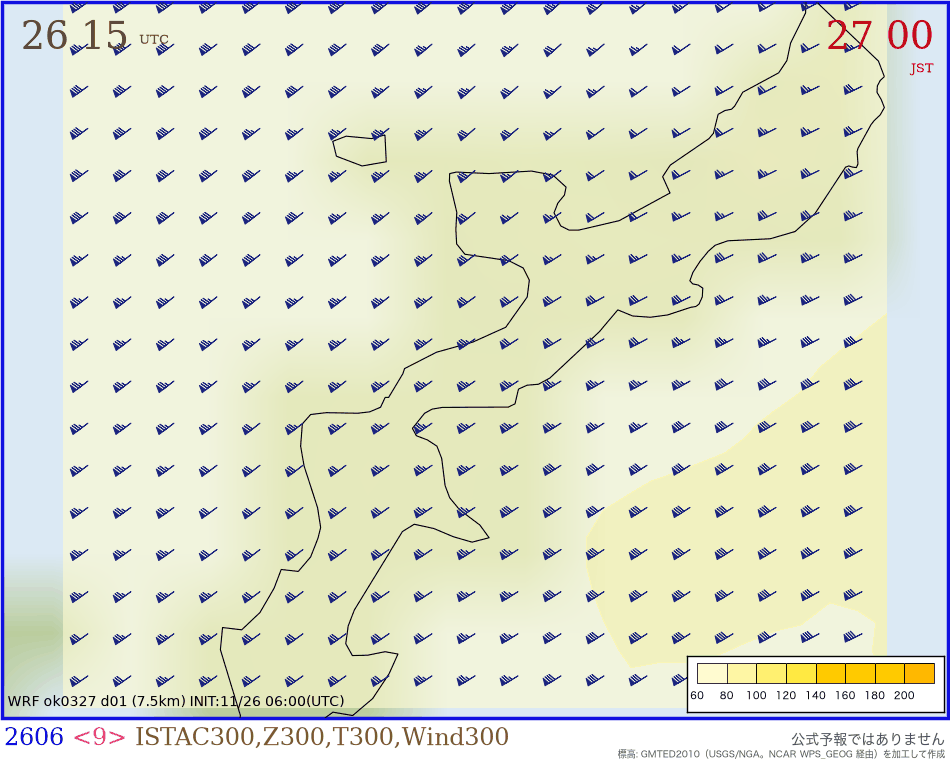 26 15 UTC
27 00
JST
WRF ok0327 d01 (7.5km) INIT:11/26 06:00(UTC)
60 80 100 120 140 160 180 200
2606 <9> ISTAC300,Z300,T300,Wind300
公式予報ではありません
標高: GMTED2010（USGS/NGA。NCAR WPS_GEOG 経由）を加工して作成